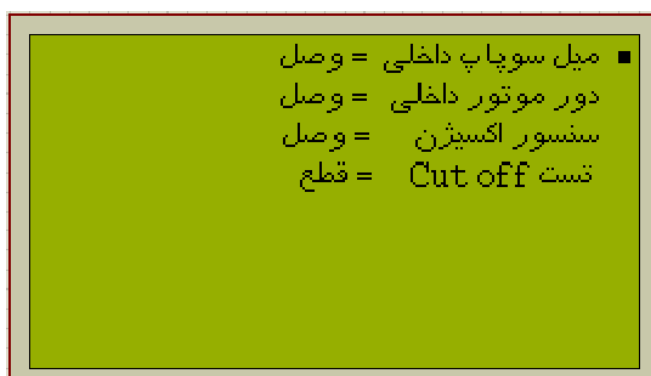 ■ میل سوپاپ داخلی = وصل
دور موتور داخلی = وصل
سنسور اکسیژن = وصل
تست Cut off = قطع